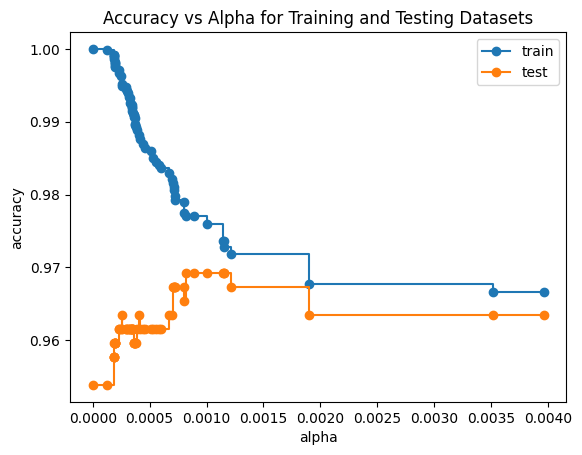 Accuracy vs Alpha for Training and Testing Datasets
train
test
1.00
0.99
0.98
0.97
0.96
accuracy
0.0000 0.0005 0.0010 0.0015 0.0020 0.0025 0.0030 0.0035 0.0040
alpha